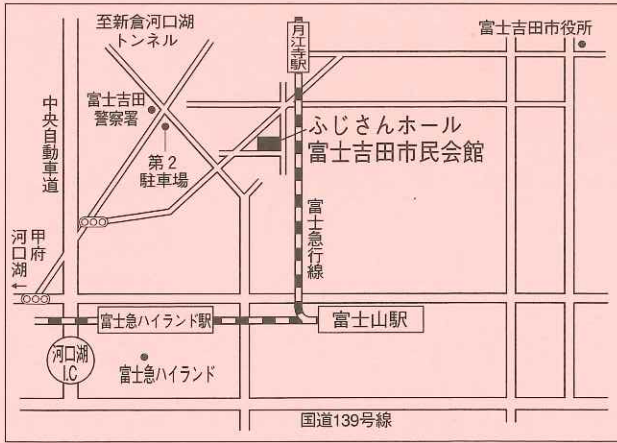 至新倉河口湖
トンネル
月江寺駅
富士吉田市役所
中央自動車道
富士吉田
警察署
第2
駐車場
ふじさんホール
富士吉田市民会館
富士急行線
甲府
河口湖
←
富士急ハイランド駅
富士山駅
河口湖
I.C
富士急ハイランド
国道139号線